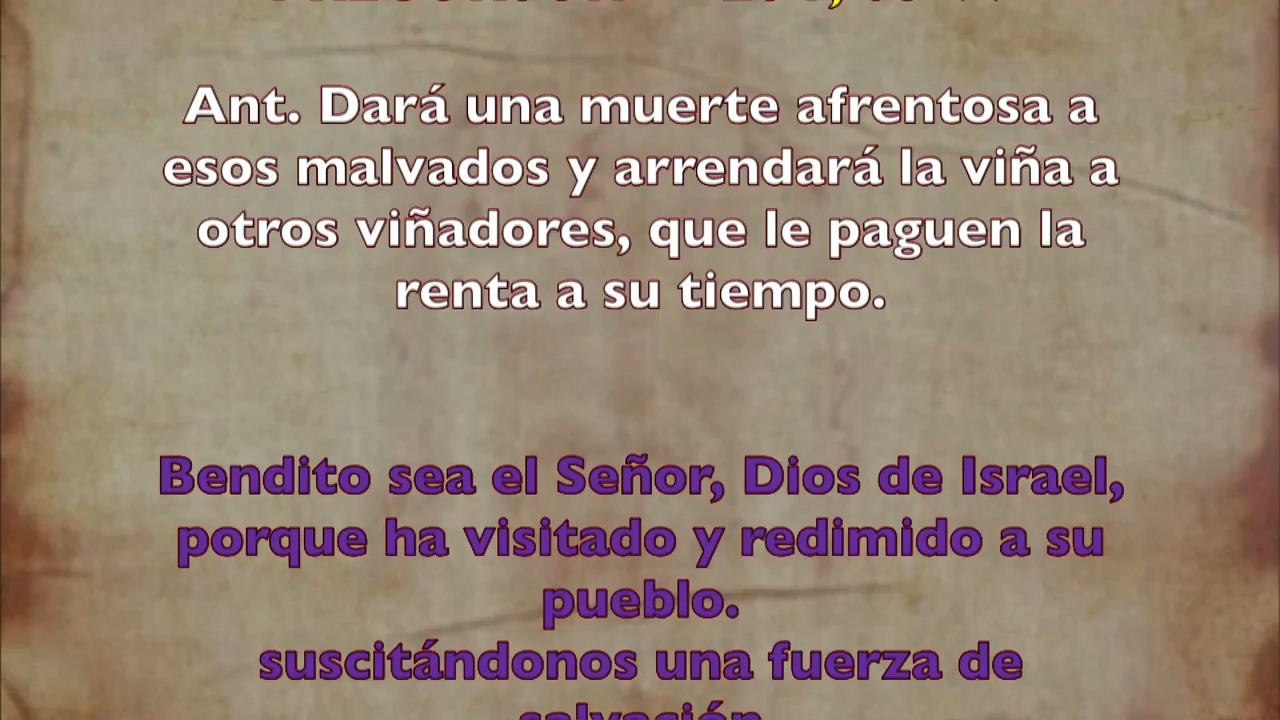 Ant. Dará una muerte afrentosa a
esos malvados y arrendará la viña a
otros viñadores, que le paguen la
renta a su tiempo.
Bendito sea el Señor, Dios de Israel,
porque ha visitado y redimido a su
pueblo.
suscitándonos una fuerza de
salvación